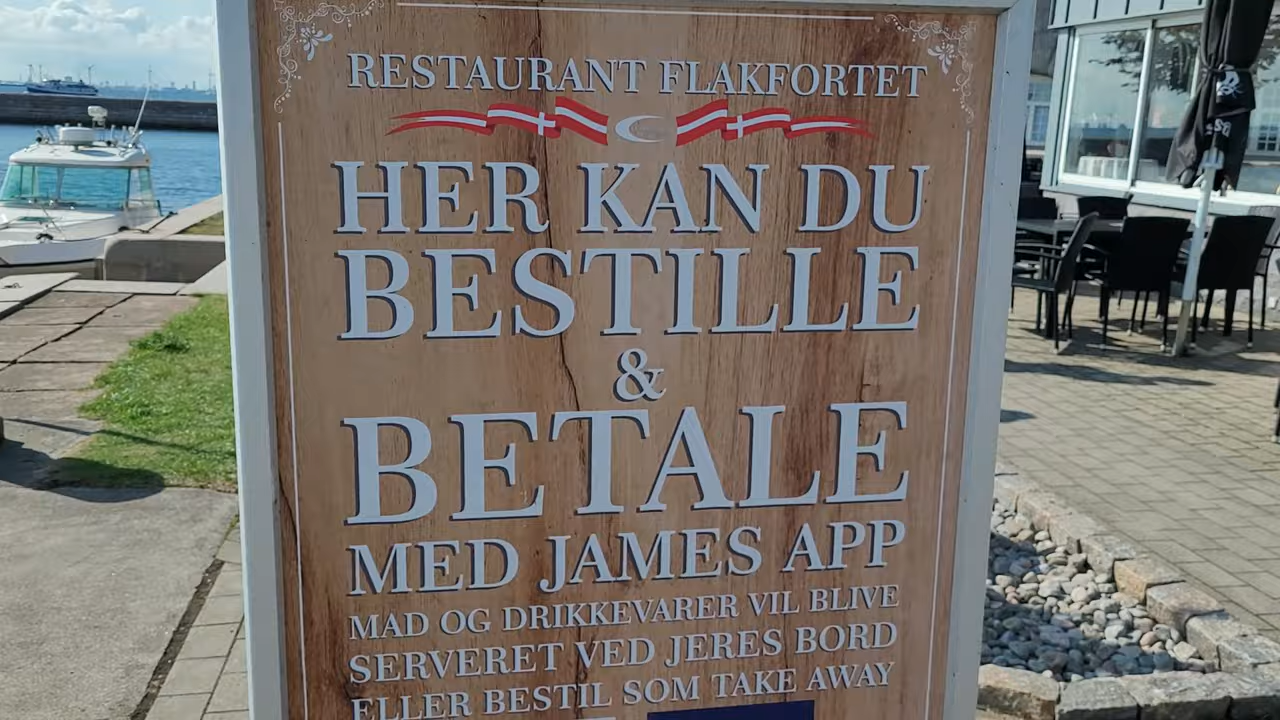 RESTAURANT FLAKFORTET
HER KAN DU
BESTILLE
&
BETALE
MED JAMES APP
MAD OG DRIKKEVARER VIL BLIVE
SERVERET VED JERES BORD
ELLER BESTIL SOM TAKE AWAY